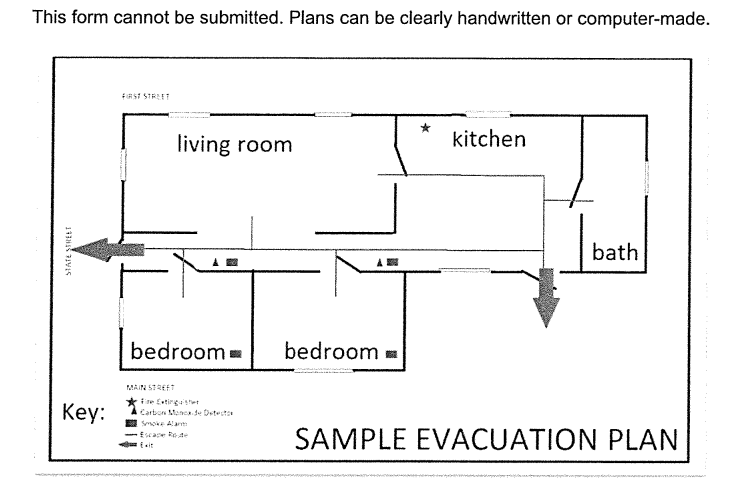 This form cannot be submitted. Plans can be clearly handwritten or computer-made.
FIRST STREET
living room
kitchen
STATE STREET
bath
bedroom
bedroom
MAIN STREET
Key:
Fire Extinguisher
Carbon Monoxide Detector
Smoke Alarm
Escape Route
Exit
SAMPLE EVACUATION PLAN